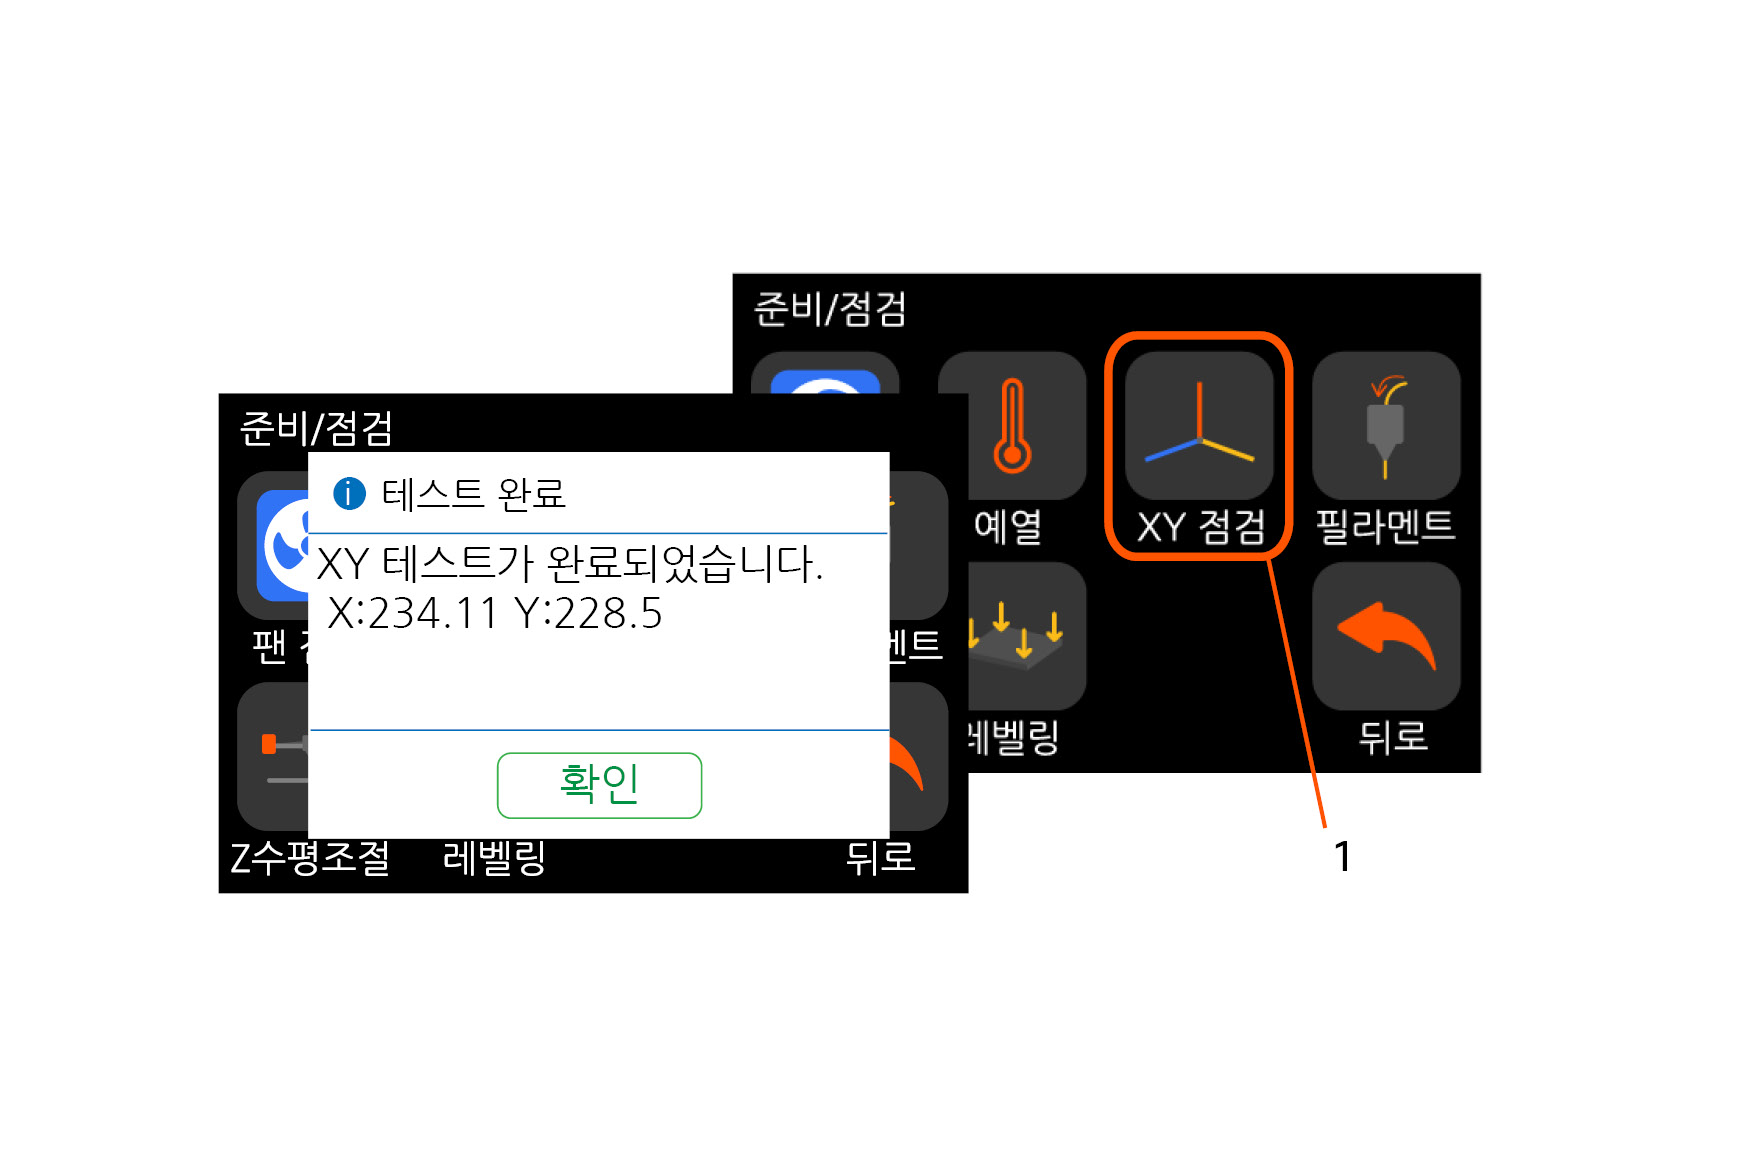 준비/점검
예열
XY 점검
필라멘트
레벨링
뒤로
1
준비/점검
테스트 완료
XY 테스트가 완료되었습니다.
X:234.11 Y:228.5
확인
팬
멘트
Z수평조절
레벨링
뒤로